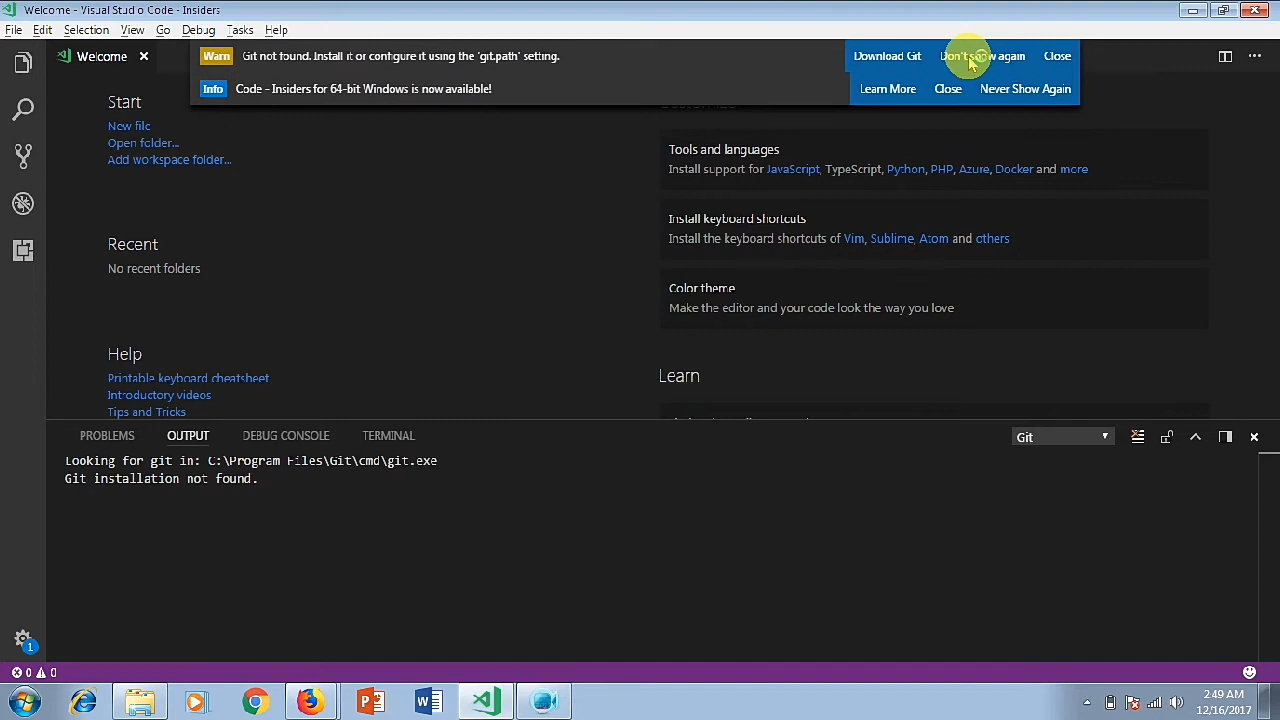 Welcome - Visual Studio Code - Insiders
File Edit Selection View Go Debug Tasks Help
Welcome
Warn Git not found. Install it or configure it using the 'git.path' setting. Download Git Don't show again Close
Info Code - Insiders for 64-bit Windows is now available! Learn More Close Never Show Again
Start
New file
Open folder...
Add workspace folder...
Recent
No recent folders
Help
Printable keyboard cheatsheet
Introductory videos
Tips and Tricks
Customize
Tools and languages
Install support for JavaScript, TypeScript, Python, PHP, Azure, Docker and more
Install keyboard shortcuts
Install the keyboard shortcuts of Vim, Sublime, Atom and others
Color theme
Make the editor and your code look the way you love
Learn
PROBLEMS OUTPUT DEBUG CONSOLE TERMINAL Git
Looking for git in: C:\Program Files\Git\cmd\git.exe
Git installation not found.
1
0 0
2:49 AM
12/16/2017